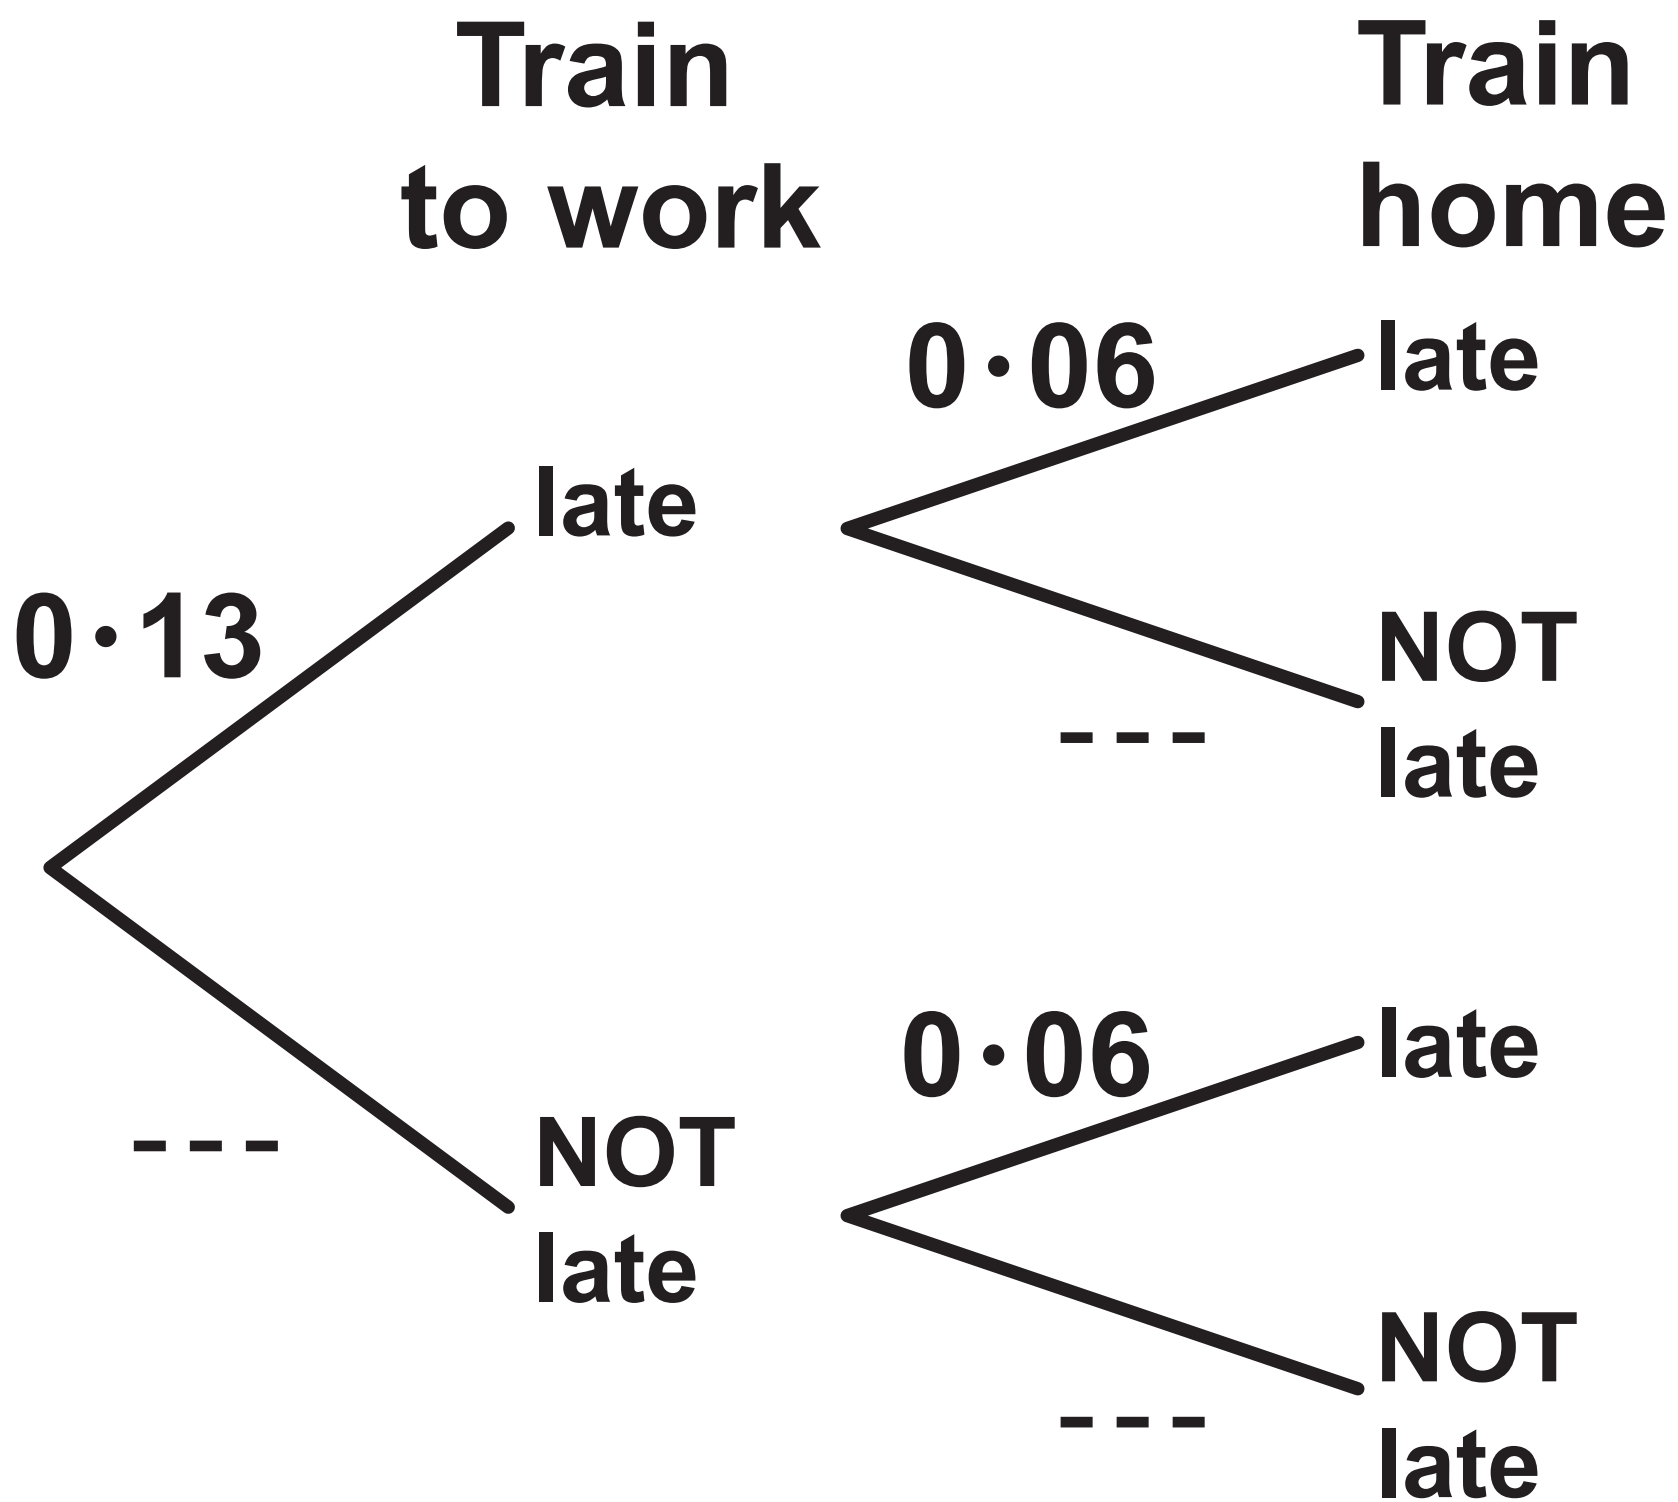 Train
to work
Train
home
0·06
late
late
0·13
NOT
late
---
0·06
late
---
NOT
late
NOT
late
---